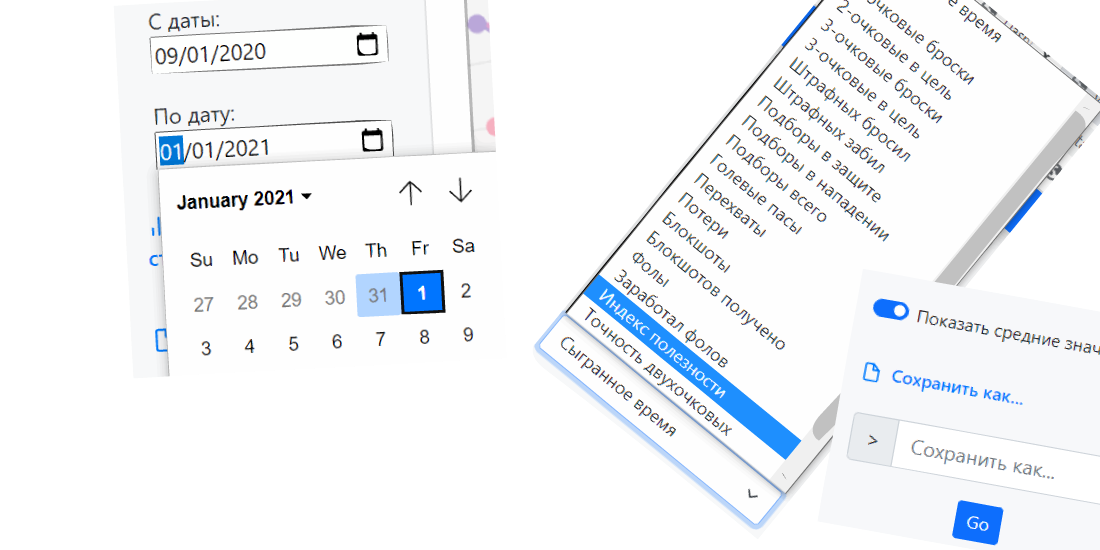 С даты:
09/01/2020
По дату:
01/01/2021
January 2021
Su Mo Tu We Th Fr Sa
27 28 29 30 31 1 2
3 4 5 6 7 8 9
е время
броски
2-очковые в цель
3-очковые броски
3-очковые в цель
Штрафных бросил
Штрафных забил
Подборы в защите
Подборы в нападении
Подборы всего
Голевые пасы
Перехваты
Потери
Блокшоты
Блокшотов получено
Фолы
Заработал фолов
Индекс полезности
Точность двухочковых
Сыгранное время
Показать средние знач
Сохранить как...
>
Сохранить как...
Go